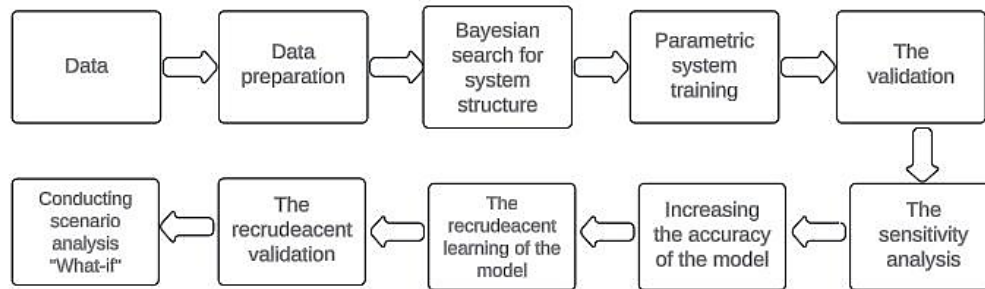 Data
Data
preparation
Bayesian
search for
system
structure
Parametric
system
training
The
validation
The
sensitivity
analysis
Increasing
the accuracy
of the model
The
recrudeacent
learning of the
model
The
recrudeacent
validation
Conducting
scenario
analysis
"What-if"